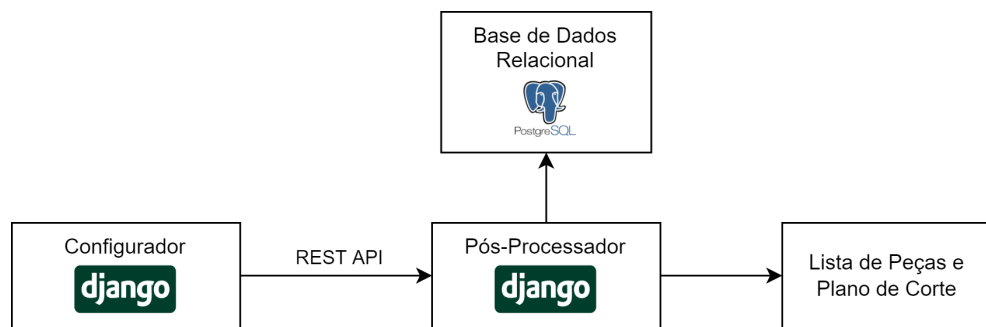 Base de Dados
Relacional
PostgreSQL
Configurador
django
REST API
Pós-Processador
django
Lista de Peças e
Plano de Corte